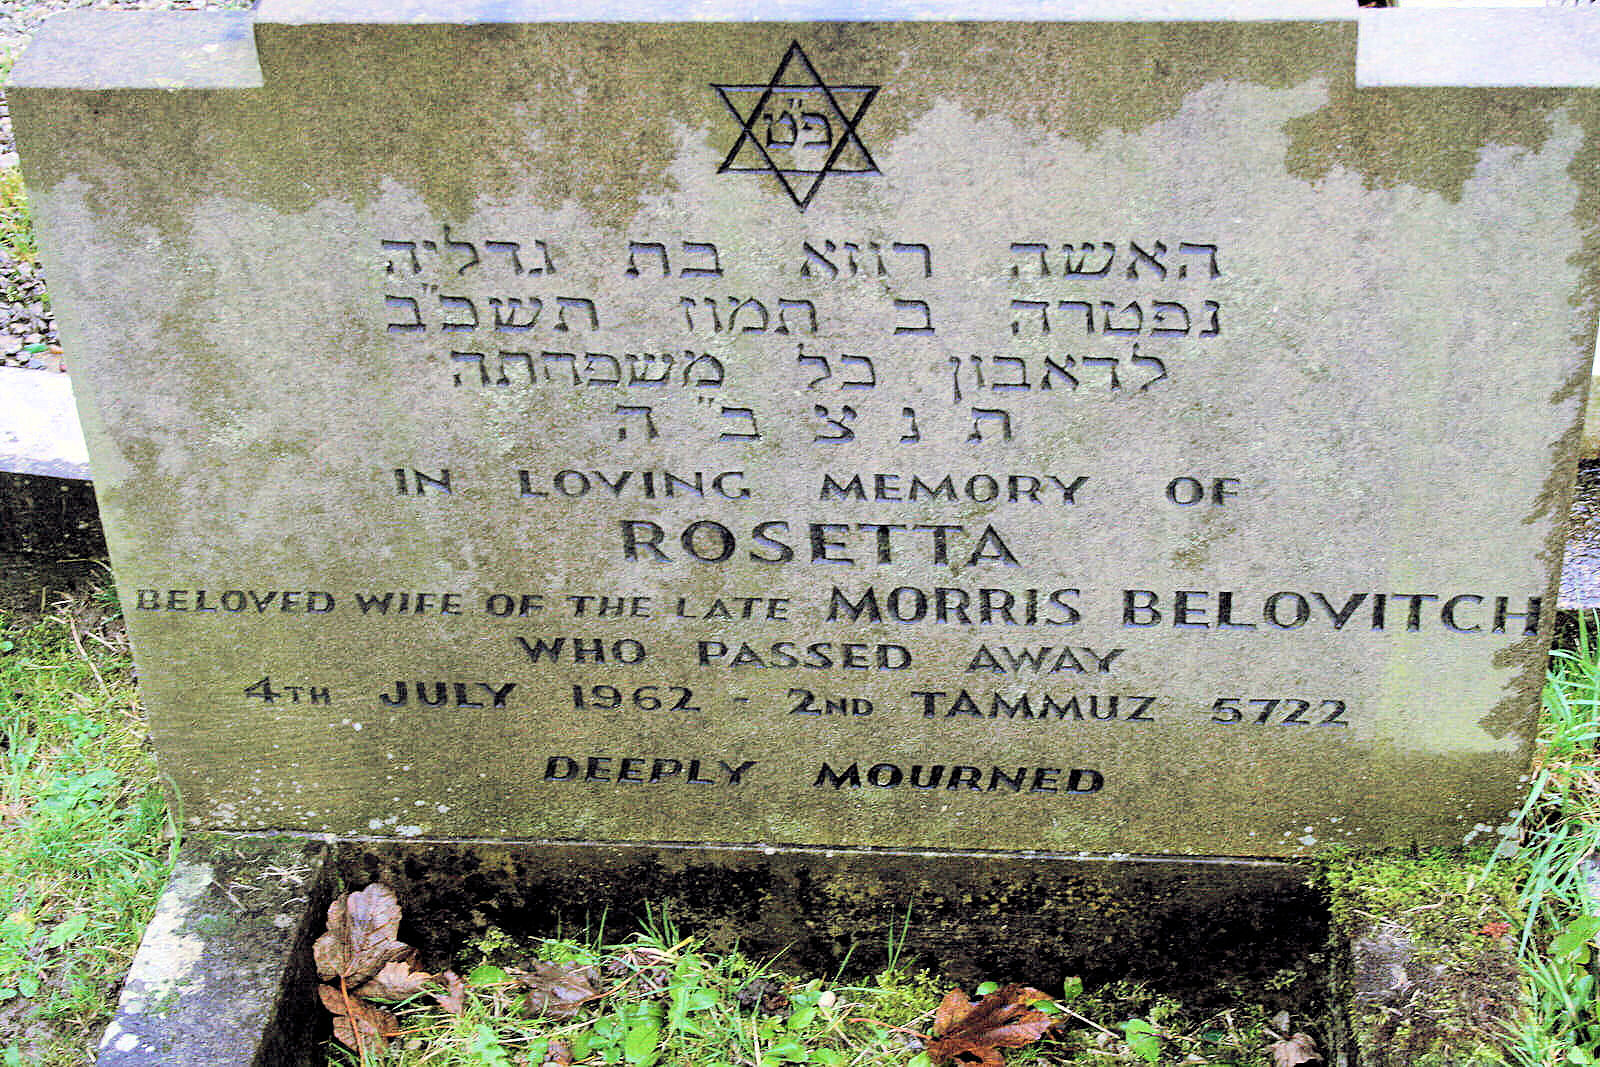 ב״ט
האשה רוזא בת גדליה
נפטרה ב תמוז תשכ״ב
לדאבון כל משפחתה
ת נ צ ב״ ה
IN LOVING MEMORY OF
ROSETTA
BELOVED WIFE OF THE LATE MORRIS BELOVITCH
WHO PASSED AWAY
4TH JULY 1962 - 2ND TAMMUZ 5722
DEEPLY MOURNED